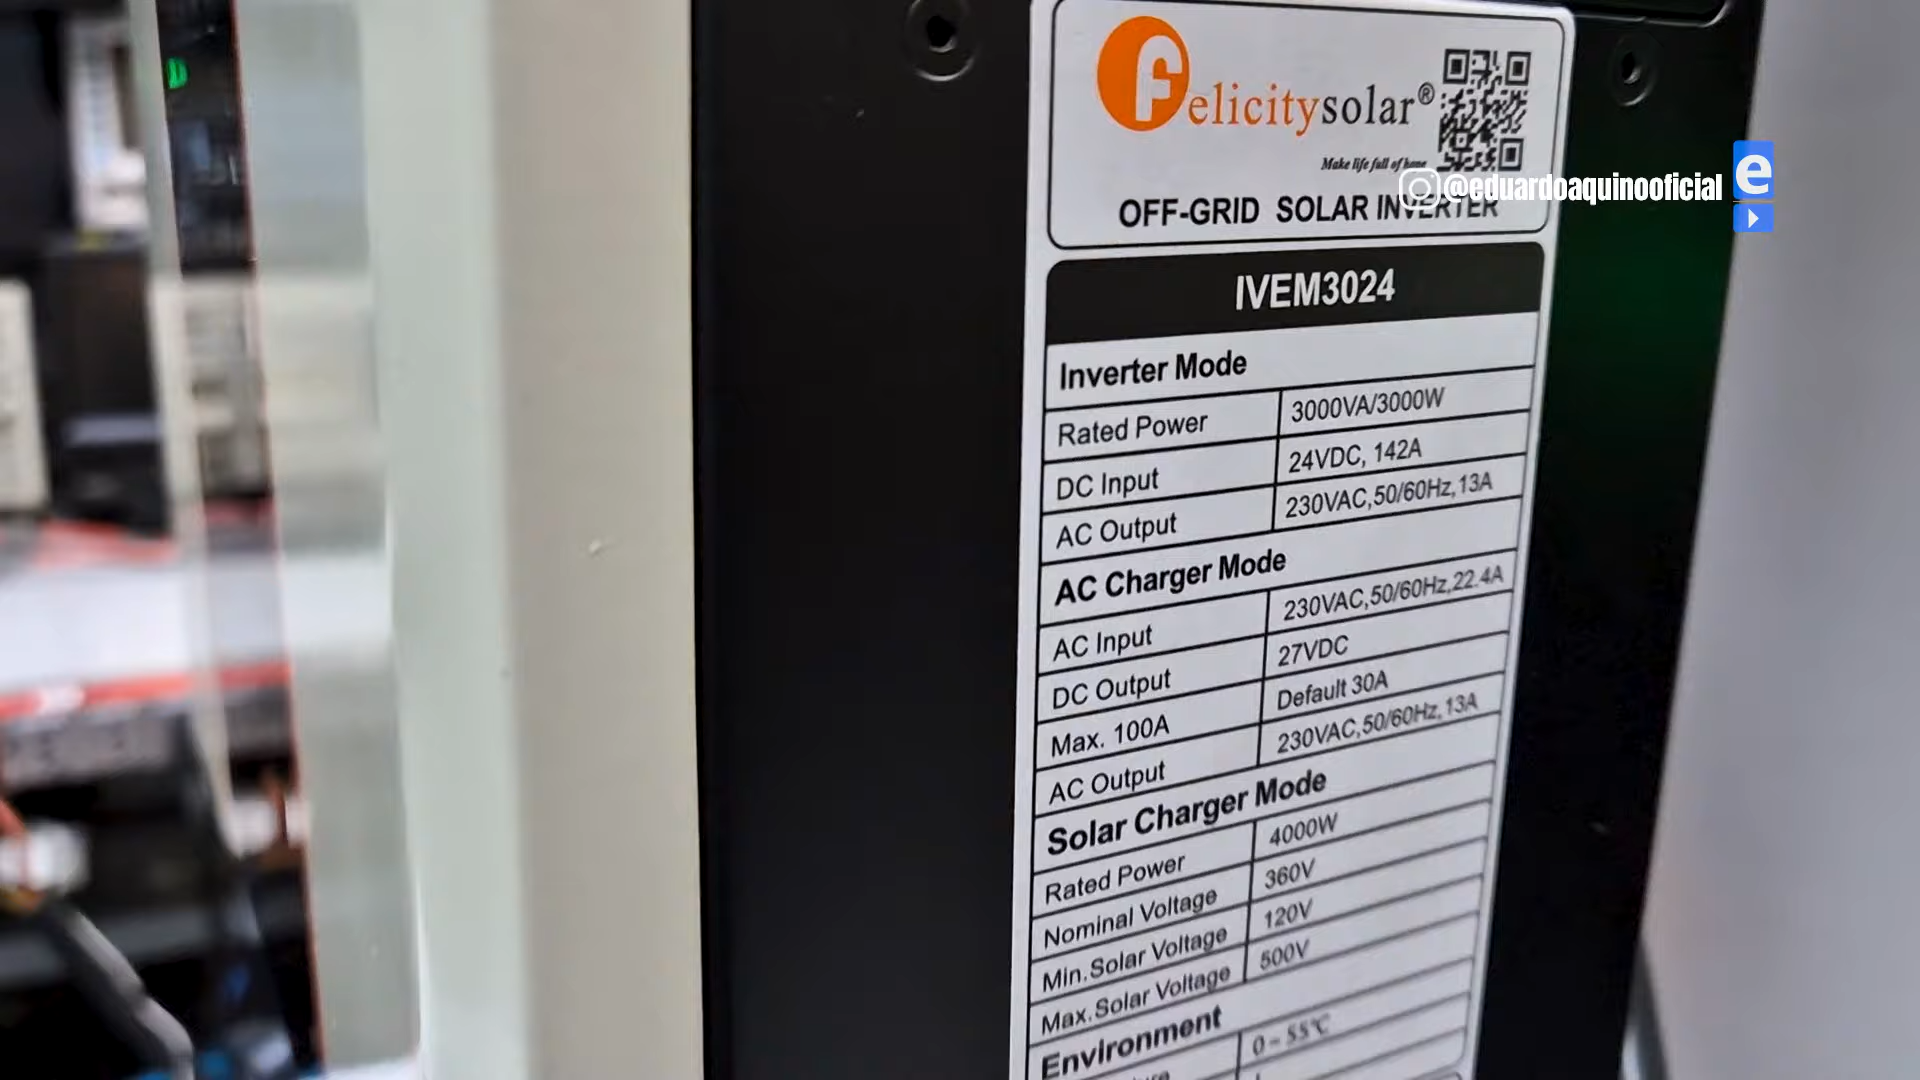 felicitysolar®
Make life full of hope
@eduardoaquinooficial
e
OFF-GRID SOLAR INVERTER
IVEM3024
Inverter Mode
Rated Power 3000VA/3000W
DC Input 24VDC, 142A
AC Output 230VAC,50/60Hz,13A
AC Charger Mode
AC Input 230VAC,50/60Hz,22.4A
DC Output 27VDC
Max. 100A Default 30A
AC Output 230VAC,50/60Hz,13A
Solar Charger Mode
Rated Power 4000W
Nominal Voltage 360V
Min.Solar Voltage 120V
Max.Solar Voltage 500V
Environment
0 ~ 55℃